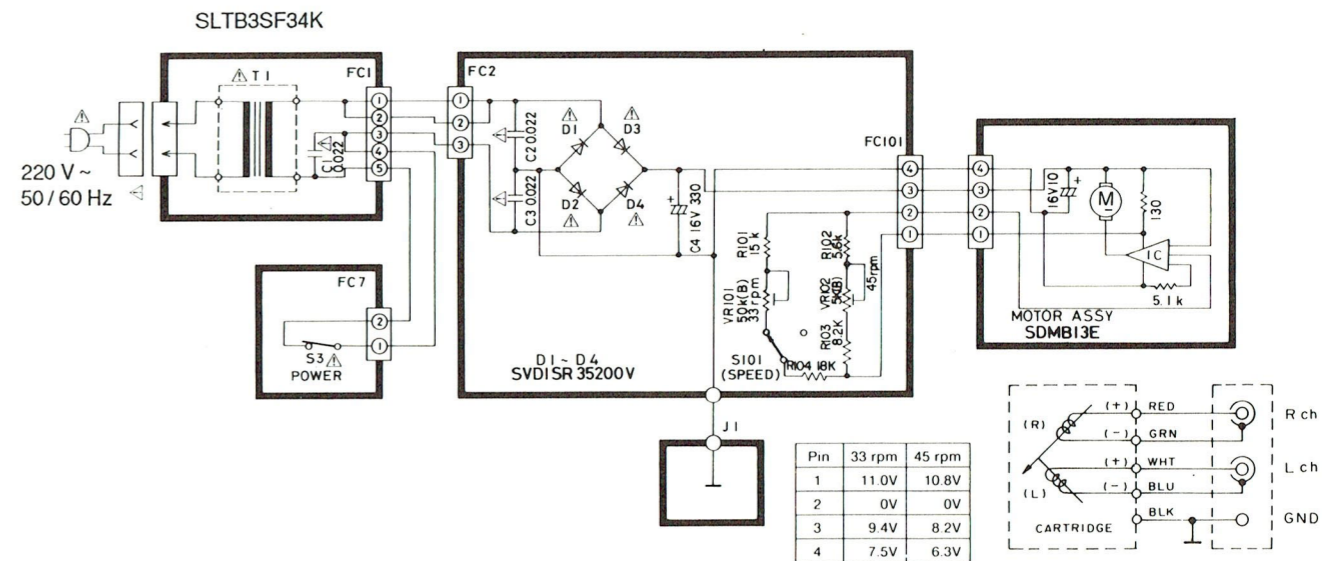 SLTB3SF34K
T1
FC1
1
2
3
4
5
C1
0.022
220 V ~
50 / 60 Hz
FC7
2
1
S3
POWER
FC2
1
2
3
C2 0.022
C3 0.022
D1
D3
D2
D4
C4 16V 330
FC101
4
3
2
1
R101
15 k
VR101
50k(B)
33 rpm
R102
5.6k
VR102
45rpm
R103
8.2K
S101
(SPEED)
R104 18K
D1 ~ D4
SVDISR35200V
J1
4
3
2
1
16V10
M
130
IC
5.1 k
MOTOR ASSY
SDMB13E
Pin 33 rpm 45 rpm
1 11.0V 10.8V
2 0V 0V
3 9.4V 8.2V
4 7.5V 6.3V
(R)
(L)
(+) RED
(-) GRN
(+) WHT
(-) BLU
BLK
CARTRIDGE
R ch
L ch
GND